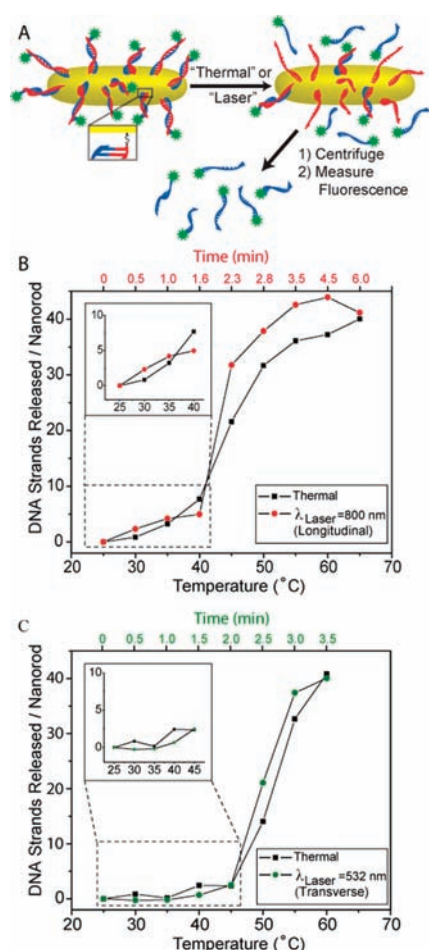 A
"Thermal" or
"Laser"
1) Centrifuge
2) Measure
Fluorescence
B
Time (min)
0 0.5 1.0 1.6 2.3 2.8 3.5 4.5 6.0
DNA Strands Released / Nanorod
40
30
20
10
0
10
5
0
25 30 35 40
Thermal
λLaser=800 nm
(Longitudinal)
20 30 40 50 60 70
Temperature (°C)
C
Time (min)
0 0.5 1.0 1.5 2.0 2.5 3.0 3.5
DNA Strands Released / Nanorod
40
30
20
10
0
10
5
0
25 30 35 40 45
Thermal
λLaser=532 nm
(Transverse)
20 30 40 50 60 70
Temperature (°C)